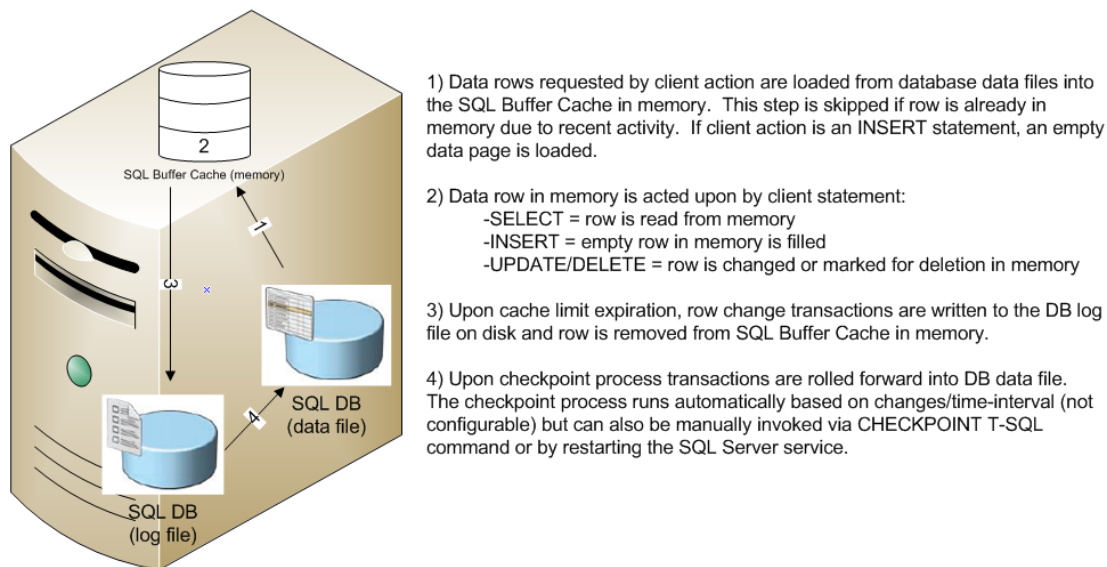 2
SQL Buffer Cache (memory)
1
3
SQL DB
(data file)
4
SQL DB
(log file)
1) Data rows requested by client action are loaded from database data files into
the SQL Buffer Cache in memory.  This step is skipped if row is already in
memory due to recent activity.  If client action is an INSERT statement, an empty
data page is loaded.
2) Data row in memory is acted upon by client statement:
-SELECT = row is read from memory
-INSERT = empty row in memory is filled
-UPDATE/DELETE = row is changed or marked for deletion in memory
3) Upon cache limit expiration, row change transactions are written to the DB log
file on disk and row is removed from SQL Buffer Cache in memory.
4) Upon checkpoint process transactions are rolled forward into DB data file.
The checkpoint process runs automatically based on changes/time-interval (not
configurable) but can also be manually invoked via CHECKPOINT T-SQL
command or by restarting the SQL Server service.